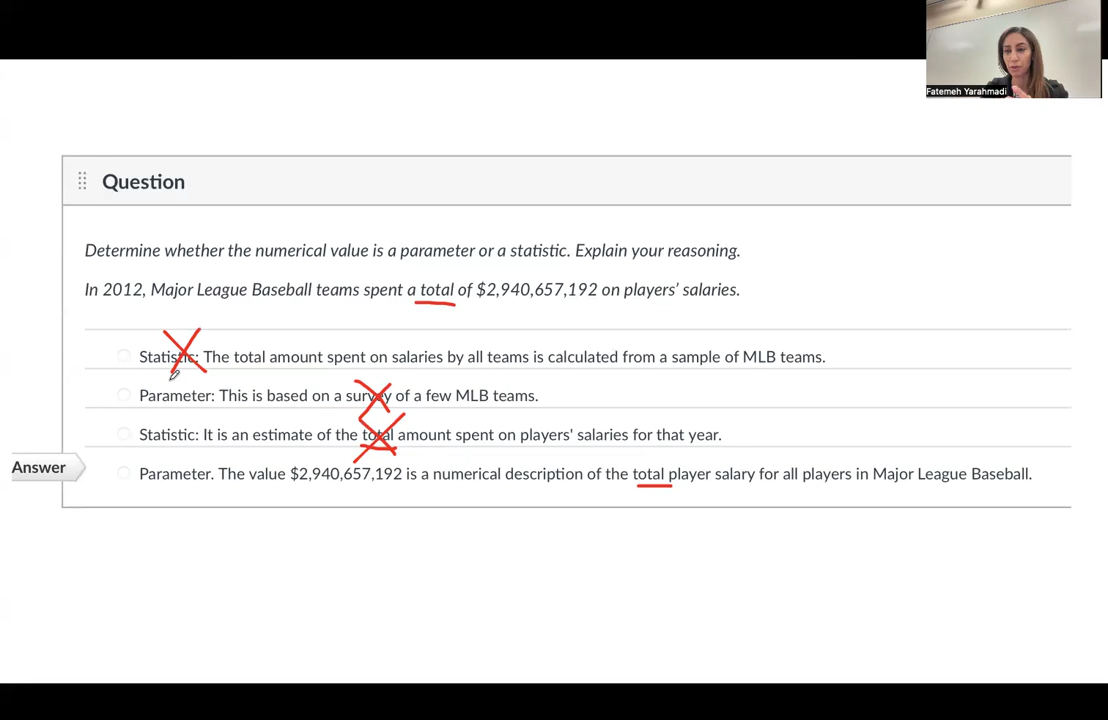 Fatemeh Yarahmadi
Question
Determine whether the numerical value is a parameter or a statistic. Explain your reasoning.
In 2012, Major League Baseball teams spent a total of $2,940,657,192 on players’ salaries.
Statistic: The total amount spent on salaries by all teams is calculated from a sample of MLB teams.
Parameter: This is based on a survey of a few MLB teams.
Statistic: It is an estimate of the total amount spent on players' salaries for that year.
Answer
Parameter. The value $2,940,657,192 is a numerical description of the total player salary for all players in Major League Baseball.